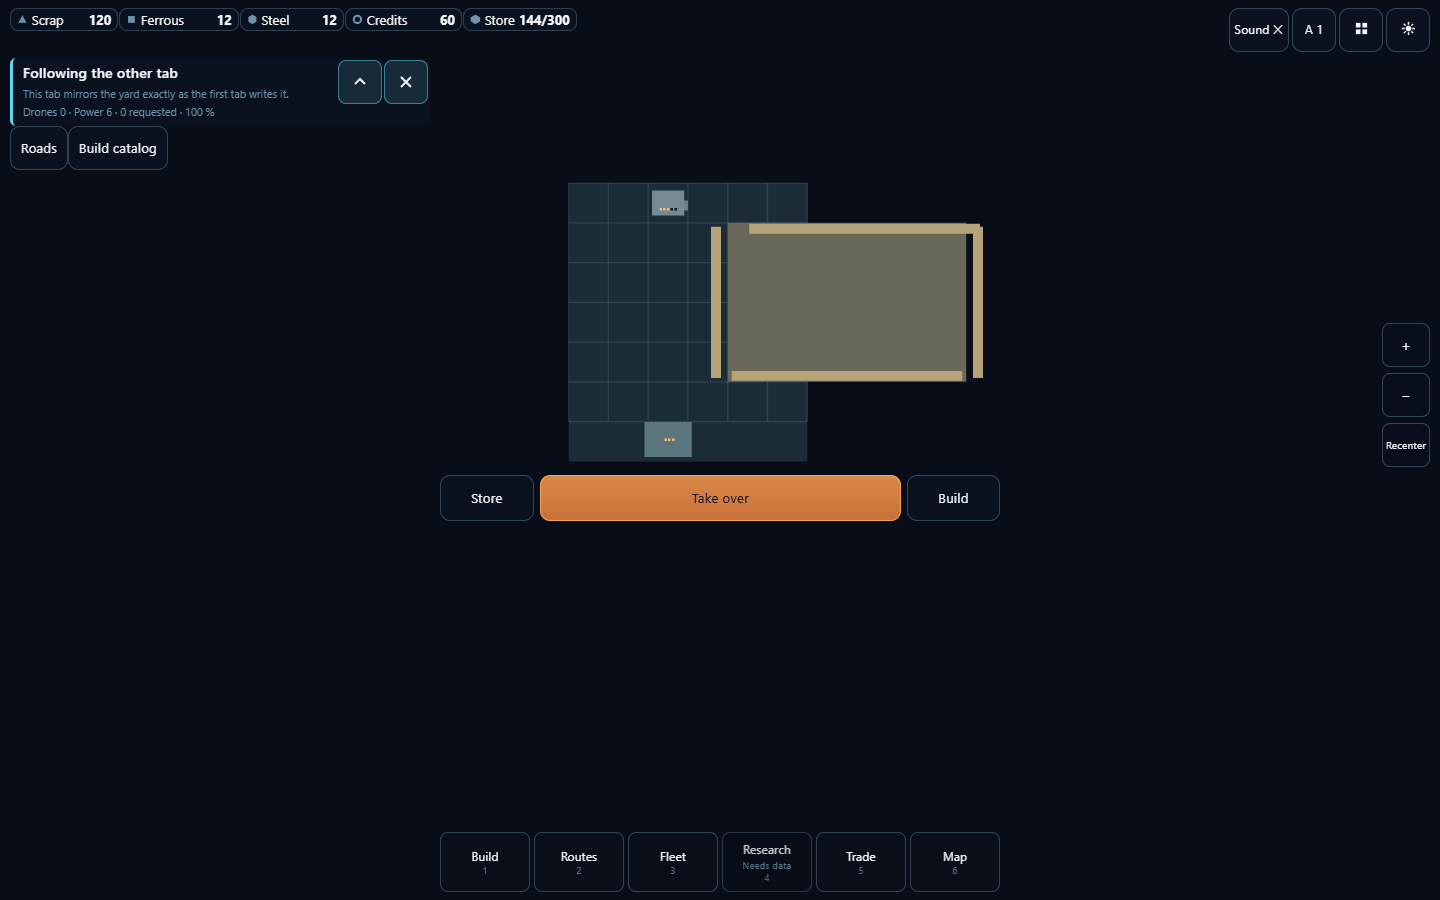 Scrap 120 Ferrous 12 Steel 12 Credits 60 Store 144/300
Sound A 1
Following the other tab
This tab mirrors the yard exactly as the first tab writes it.
Drones 0 · Power 6 · 0 requested · 100 %
Roads Build catalog
+
−
Recenter
Store Take over Build
Build Routes Fleet Research Trade Map
Needs data
1 2 3 4 5 6